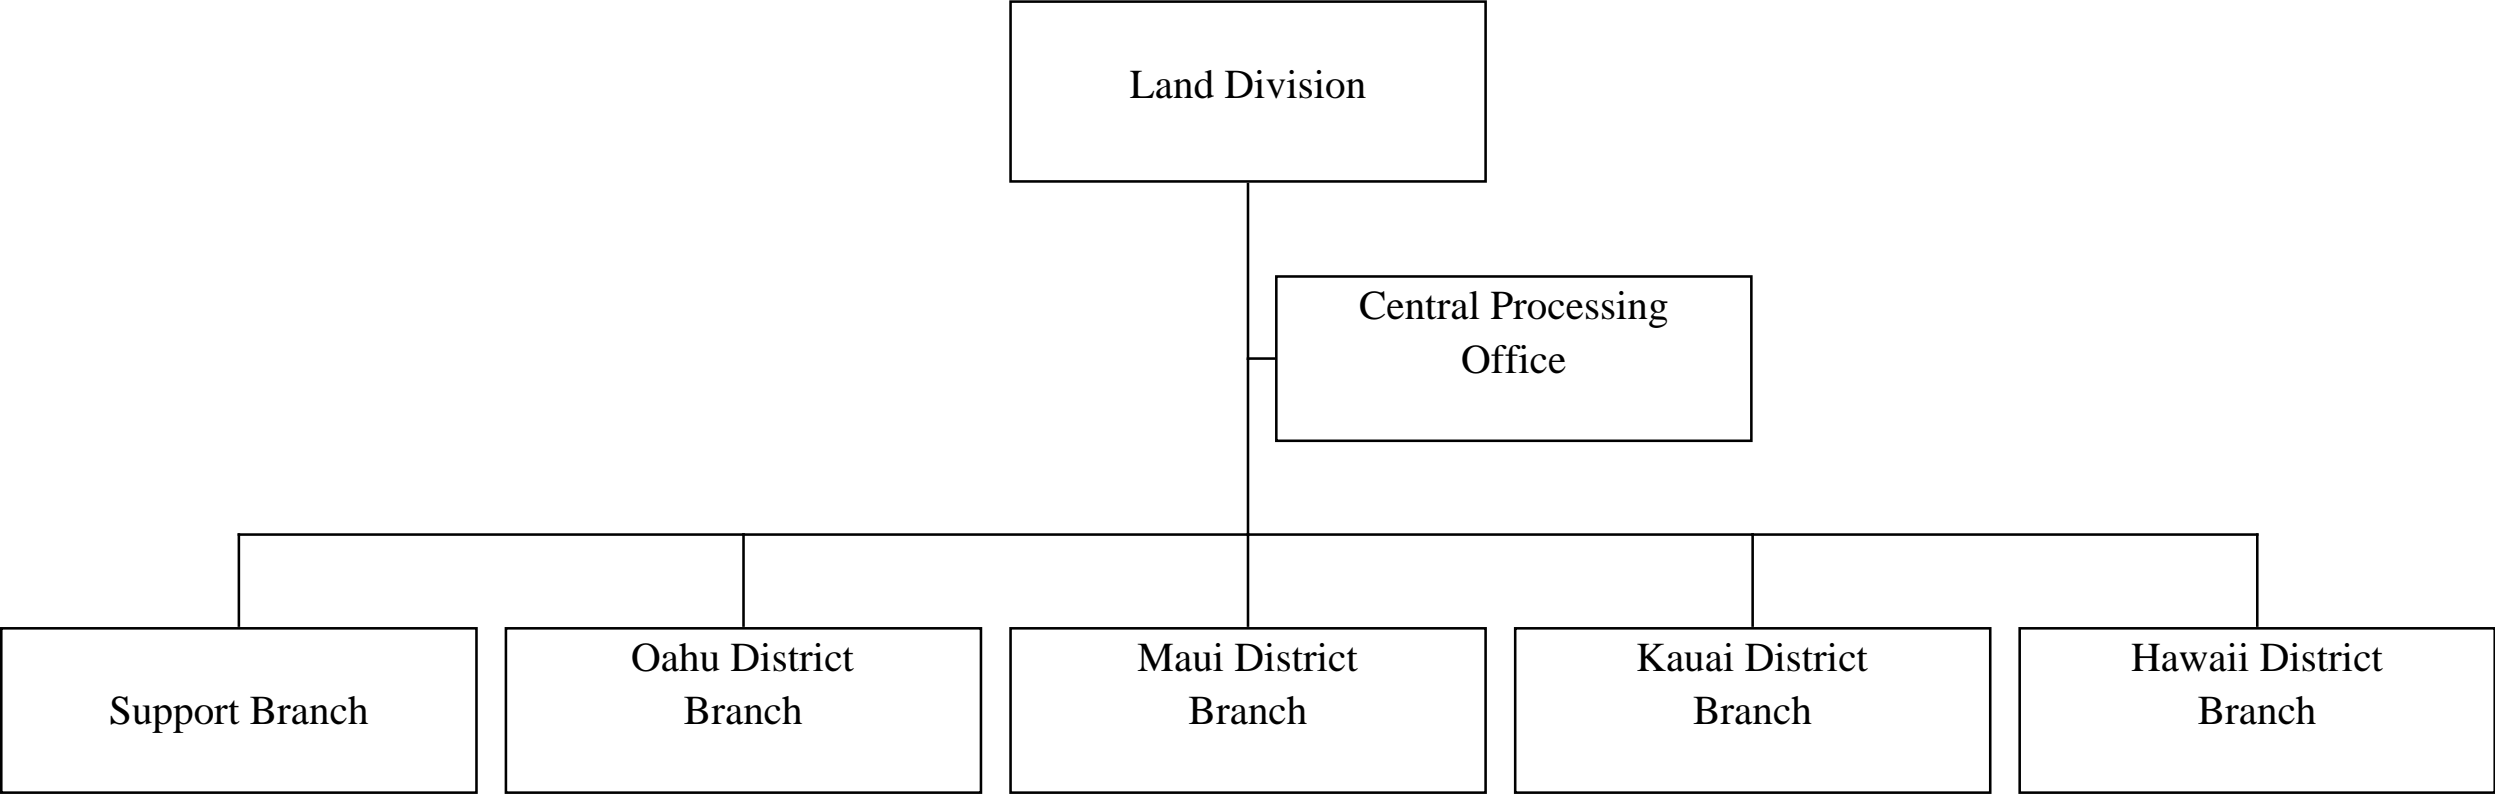 Land Division
Central Processing
Office
Support Branch
Oahu District
Branch
Maui District
Branch
Kauai District
Branch
Hawaii District
Branch